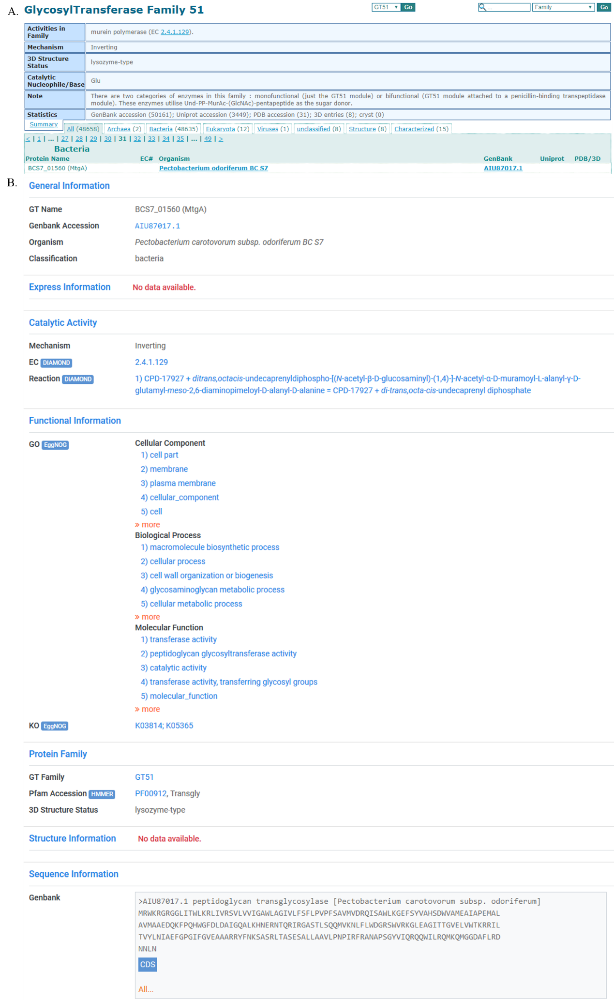 A. GlycosylTransferase Family 51 GT51 Go ... Family Go
Activities in Family murein polymerase (EC 2.4.1.129).
Mechanism Inverting
3D Structure Status lysozyme-type
Catalytic Nucleophile/Base Glu
Note There are two categories of enzymes in this family : monofunctional (just the GT51 module) or bifunctional (GT51 module attached to a penicillin-binding transpeptidase
module). These enzymes utilise Und-PP-MurAc-(GlcNAc)-pentapeptide as the sugar donor.
Statistics GenBank accession (50161); Uniprot accession (3449); PDB accession (31); 3D entries (8); cryst (0)
Summary All (48658) Archaea (2) Bacteria (48635) Eukaryota (12) Viruses (1) unclassified (8) Structure (8) Characterized (15)
< | 1 | ... | 27 | 28 | 29 | 30 | 31 | 32 | 33 | 34 | 35 | ... | 49 | >
Bacteria
Protein Name EC# Organism GenBank Uniprot PDB/3D
BCS7_01560 (MtgA) Pectobacterium odoriferum BC S7 AIU87017.1
B. General Information
GT Name BCS7_01560 (MtgA)
Genbank Accession AIU87017.1
Organism Pectobacterium carotovorum subsp. odoriferum BC S7
Classification bacteria
Express Information No data available.
Catalytic Activity
Mechanism Inverting
EC DIAMOND 2.4.1.129
Reaction DIAMOND 1) CPD-17927 + ditrans,octacis-undecaprenyldiphospho-[(N-acetyl-β-D-glucosaminyl)-(1,4)-]-N-acetyl-α-D-muramoyl-L-alanyl-γ-D-
glutamyl-meso-2,6-diaminopimeloyl-D-alanyl-D-alanine = CPD-17927 + di-trans,octa-cis-undecaprenyl diphosphate
Functional Information
GO EggNOG Cellular Component
1) cell part
2) membrane
3) plasma membrane
4) cellular_component
5) cell
» more
Biological Process
1) macromolecule biosynthetic process
2) cellular process
3) cell wall organization or biogenesis
4) glycosaminoglycan metabolic process
5) cellular metabolic process
» more
Molecular Function
1) transferase activity
2) peptidoglycan glycosyltransferase activity
3) catalytic activity
4) transferase activity, transferring glycosyl groups
5) molecular_function
» more
KO EggNOG K03814; K05365
Protein Family
GT Family GT51
Pfam Accession HMMER PF00912, Transgly
3D Structure Status lysozyme-type
Structure Information No data available.
Sequence Information
Genbank >AIU87017.1 peptidoglycan transglycosylase [Pectobacterium carotovorum subsp. odoriferum]
MRWKRGRGGLITWLKRLIVRSVLVVIGAWLAGIVLFSFLPVPFSAVMVDRQISAWLKGEFSYVAHSDWVAMEAIAPEMAL
AVMAAEDQKFPQHWGFDLDAIGQALKHNERNTQRIRGASTLSQQMVKNLFLWDGRSWVRKGLEAGITTGVELVWTKRRIL
TVYLNIAEFGPGIFGVEAAARRYFNKSASRLTASESALLAAVLPNPIRFRANAPSGYVIQRQQWILRQMKQMGGDAFLRD
NNLN
CDS
All...